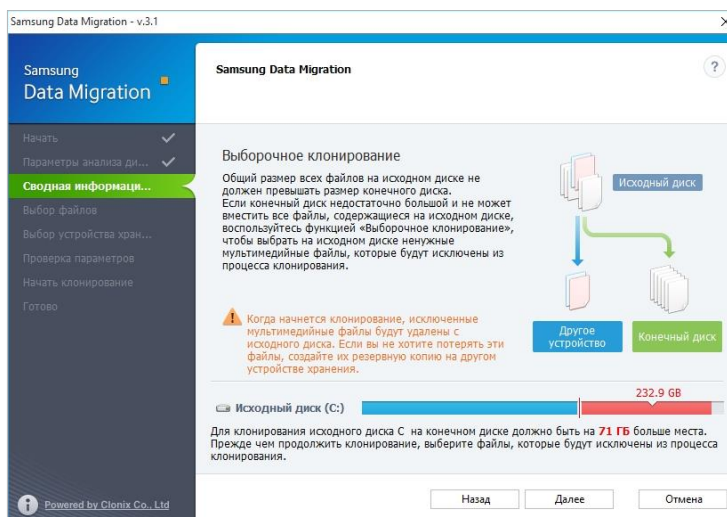 Samsung Data Migration - v.3.1
Samsung
Data Migration
Samsung Data Migration
?
Начать
Параметры анализа ди...
Сводная информаци...
Выбор файлов
Выбор устройства хран...
Проверка параметров
Начать клонирование
Готово
Выборочное клонирование
Общий размер всех файлов на исходном диске не
должен превышать размер конечного диска.
Если конечный диск недостаточно большой и не может
вместить все файлы, содержащиеся на исходном диске,
воспользуйтесь функцией «Выборочное клонирование»,
чтобы выбрать на исходном диске ненужные
мультимедийные файлы, которые будут исключены из
процесса клонирования.
Исходный диск
Другое
устройство
Конечный диск
Когда начнется клонирование, исключенные
мультимедийные файлы будут удалены с
исходного диска. Если вы не хотите потерять эти
файлы, создайте их резервную копию на другом
устройстве хранения.
232.9 GB
Исходный диск (C:)
Для клонирования исходного диска C на конечном диске должно быть на 71 ГБ больше места.
Прежде чем продолжить клонирование, выберите файлы, которые будут исключены из процесса
клонирования.
Powered by Clonix Co., Ltd
Назад
Далее
Отмена